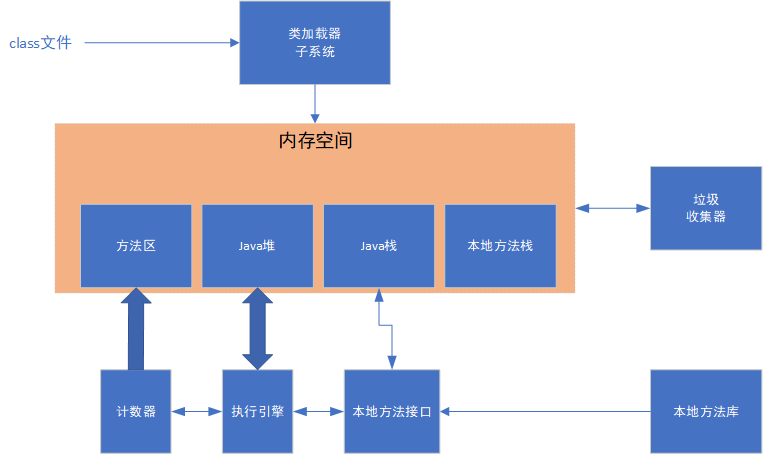 class文件
类加载器
子系统
内存空间
方法区
Java堆
Java栈
本地方法栈
垃圾
收集器
计数器
执行引擎
本地方法接口
本地方法库